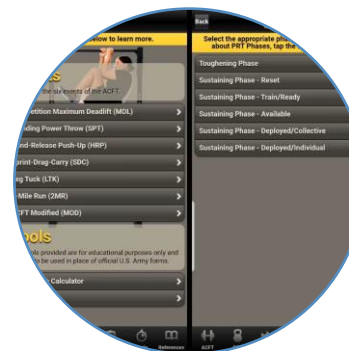 below to learn more.
the six events of the ACFT.
etition Maximum Deadlift (MDL)
ding Power Throw (SPT)
nd-Release Push-Up (HRP)
print-Drag-Carry (SDC)
eg Tuck (LTK)
-Mile Run (2MR)
CFT Modified (MOD)
ools
ols provided are for educational purposes only and
to be used in place of official U.S. Army forms.
Calculator
References
Back
Select the appropriate
about PRT Phases, tap the
Toughening Phase
Sustaining Phase - Reset
Sustaining Phase - Train/Ready
Sustaining Phase - Available
Sustaining Phase - Deployed/Collective
Sustaining Phase - Deployed/Individual
ACFT